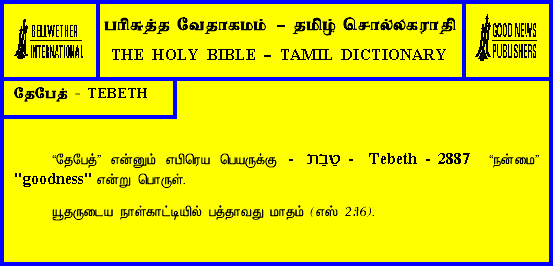 BELLWETHER
INTERNATIONAL
பரிசுத்த வேதாகமம் – தமிழ் சொல்லகராதி
THE HOLY BIBLE – TAMIL DICTIONARY
GOOD NEWS
PUBLISHERS
தேபேத் - TEBETH
“தேபேத்” என்னும் எபிரெய பெயருக்கு - טבת - Tebeth - 2887 “நன்மை”
"goodness" என்று பொருள்.
யூதருடைய நாள்காட்டியில் பத்தாவது மாதம் (எஸ் 2:16).